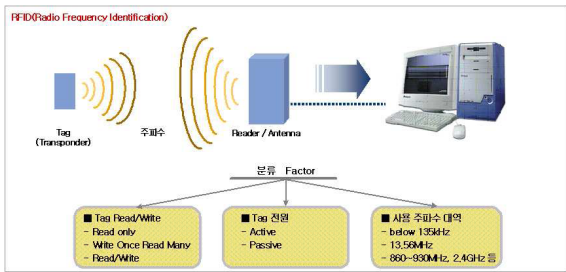 RFID(Radio Frequency Identification)
Tag
(Transponder)
주파수
Reader / Antenna
분류 Factor
■ Tag Read/Write
- Read only
- Write Once Read Many
- Read/Write
■ Tag 전원
- Active
- Passive
■ 사용 주파수 대역
- below 135kHz
- 13,56MHz
- 860~930MHz, 2,4GHz 등